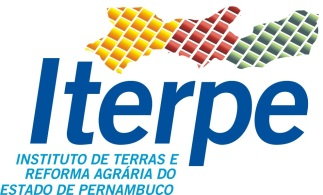 Iterpe
INSTITUTO DE TERRAS E
REFORMA AGRÁRIA DO
ESTADO DE PERNAMBUCO